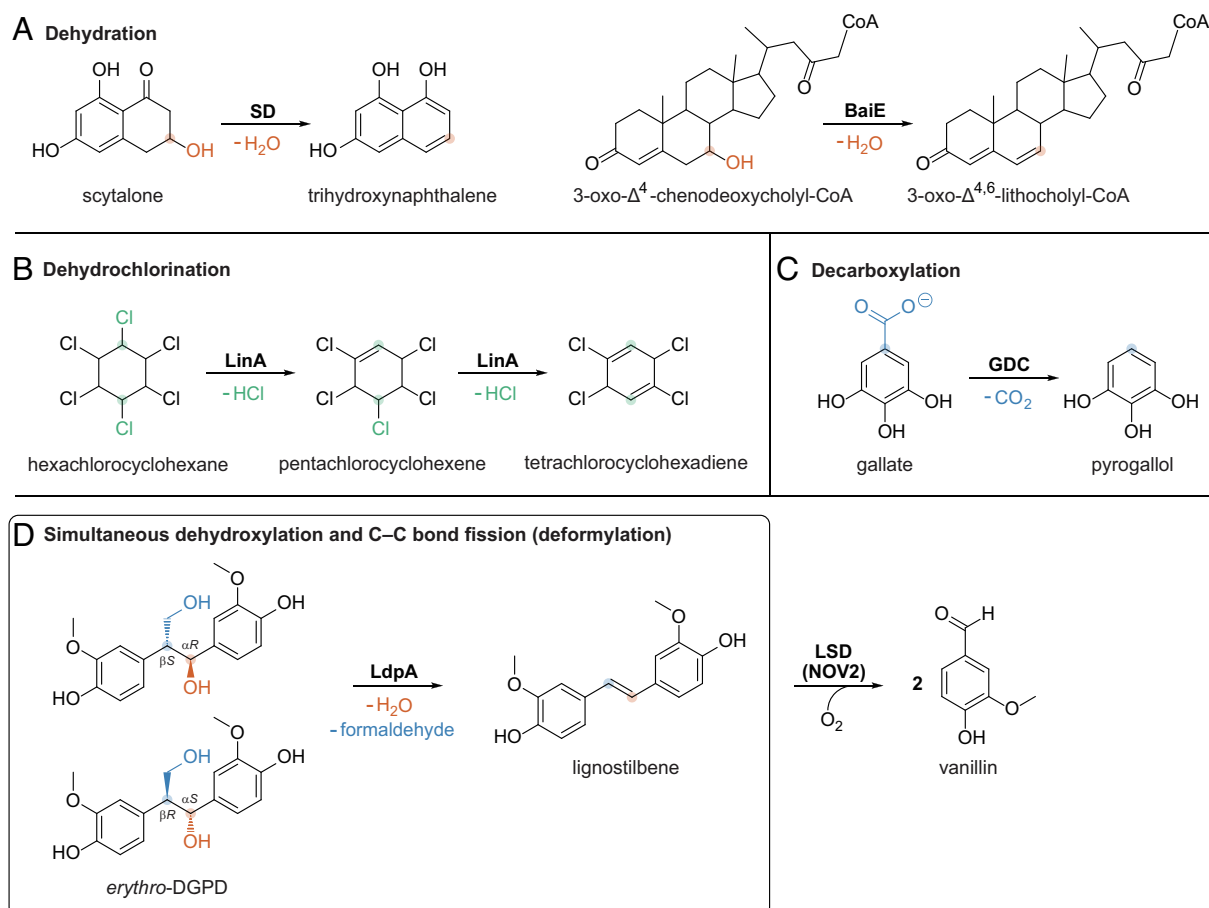 A Dehydration
OH O
HO OH
SD
-H₂O
OH OH
HO
scytalone
trihydroxynaphthalene
CoA
O
O OH
BaiE
-H₂O
CoA
O
O
3-oxo-Δ⁴-chenodeoxycholyl-CoA
3-oxo-Δ⁴,⁶-lithocholyl-CoA
B Dehydrochlorination
Cl
Cl Cl
Cl Cl
Cl
LinA
-HCl
Cl Cl
Cl Cl
Cl
LinA
-HCl
Cl Cl
Cl Cl
hexachlorocyclohexane
pentachlorocyclohexene
tetrachlorocyclohexadiene
C Decarboxylation
O O⊖
HO OH
OH
GDC
-CO₂
HO OH
OH
gallate
pyrogallol
D Simultaneous dehydroxylation and C–C bond fission (deformylation)
O
OH OH
O αR
βS
HO OH
O
OH OH
O αS
βR
HO OH
erythro-DGPD
LdpA
-H₂O
-formaldehyde
O
OH
O
HO
lignostilbene
LSD
(NOV2)
O₂
2
O H
O
OH
vanillin